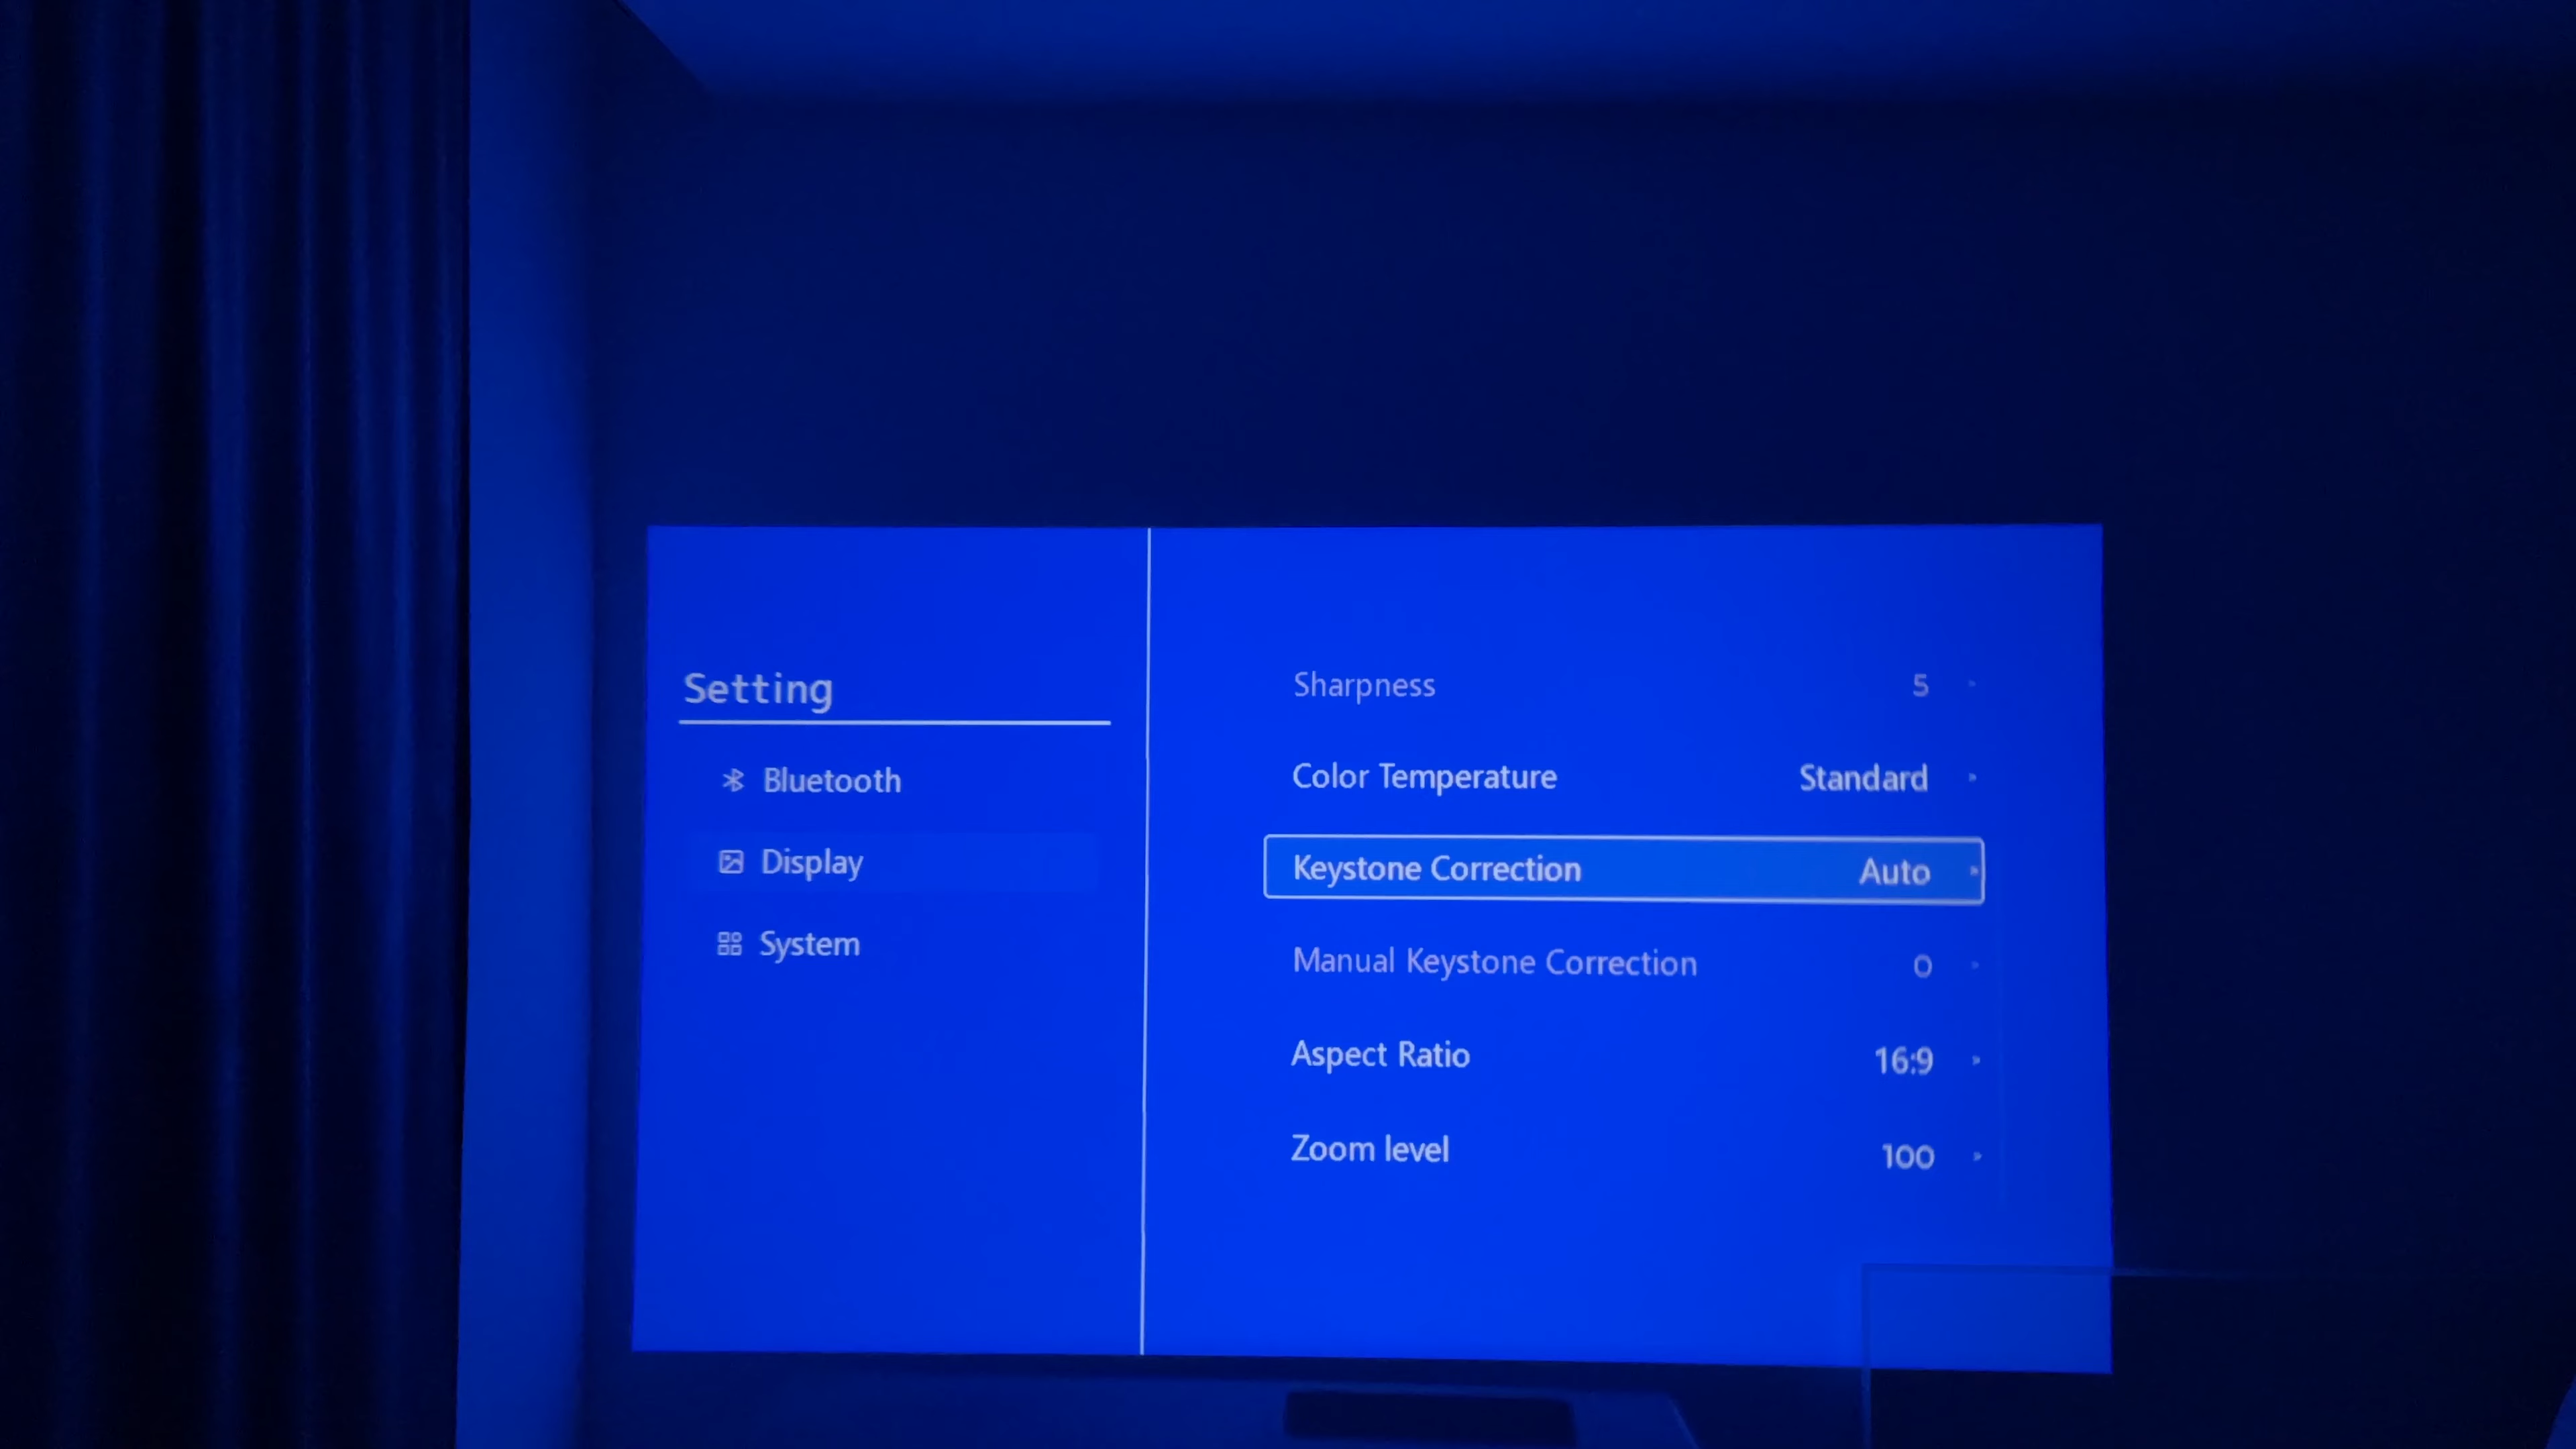 Setting
Bluetooth
Display
System
Sharpness 5
Color Temperature Standard
Keystone Correction Auto
Manual Keystone Correction 0
Aspect Ratio 16:9
Zoom level 100